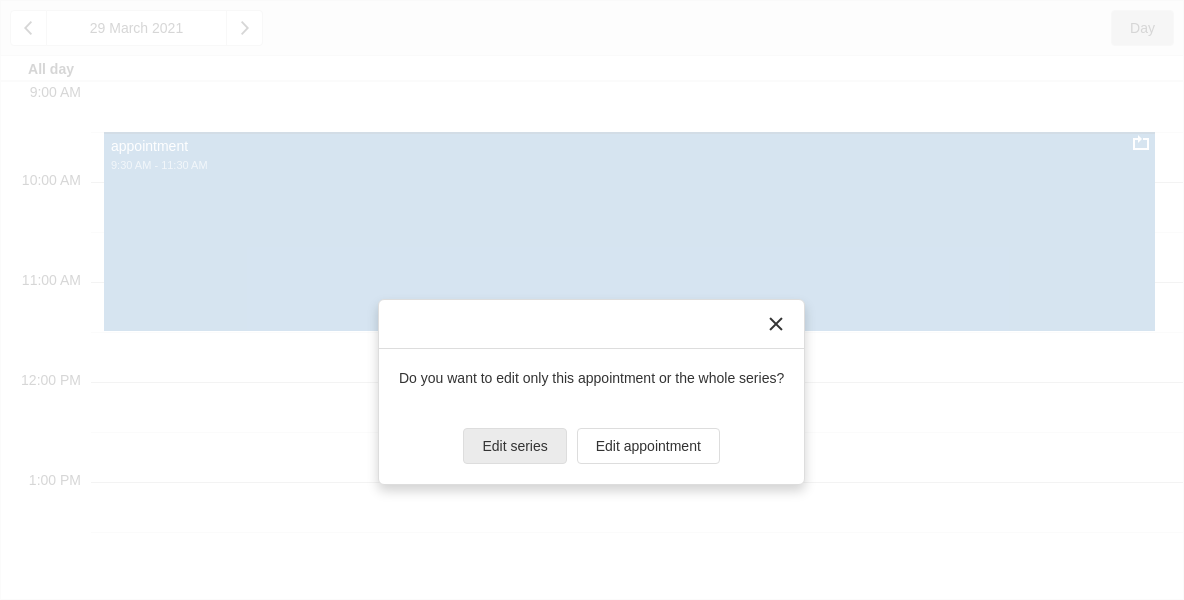 29 March 2021
Day
All day
9:00 AM
appointment
9:30 AM - 11:30 AM
10:00 AM
11:00 AM
Do you want to edit only this appointment or the whole series?
12:00 PM
Edit series
Edit appointment
1:00 PM